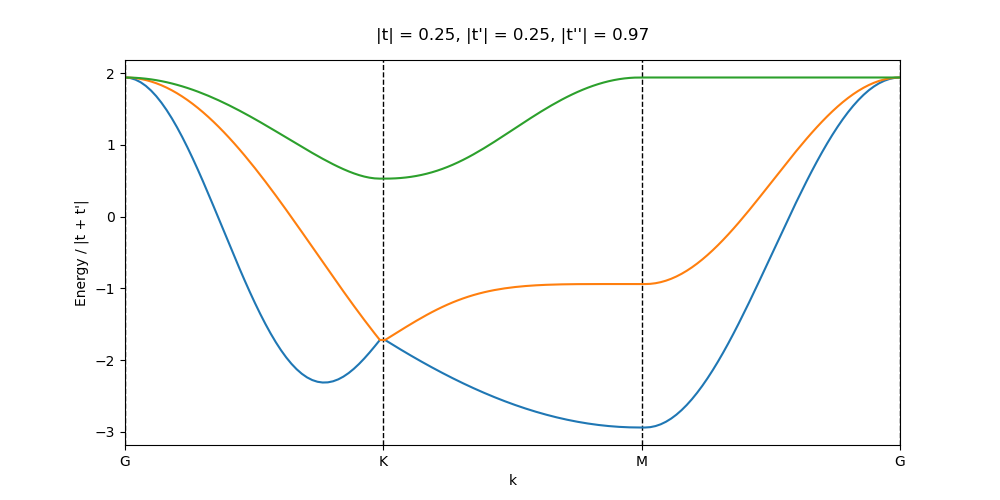 |t| = 0.25, |t'| = 0.25, |t''| = 0.97
Energy / |t + t'|
2
1
0
−1
−2
−3
G K M G
k